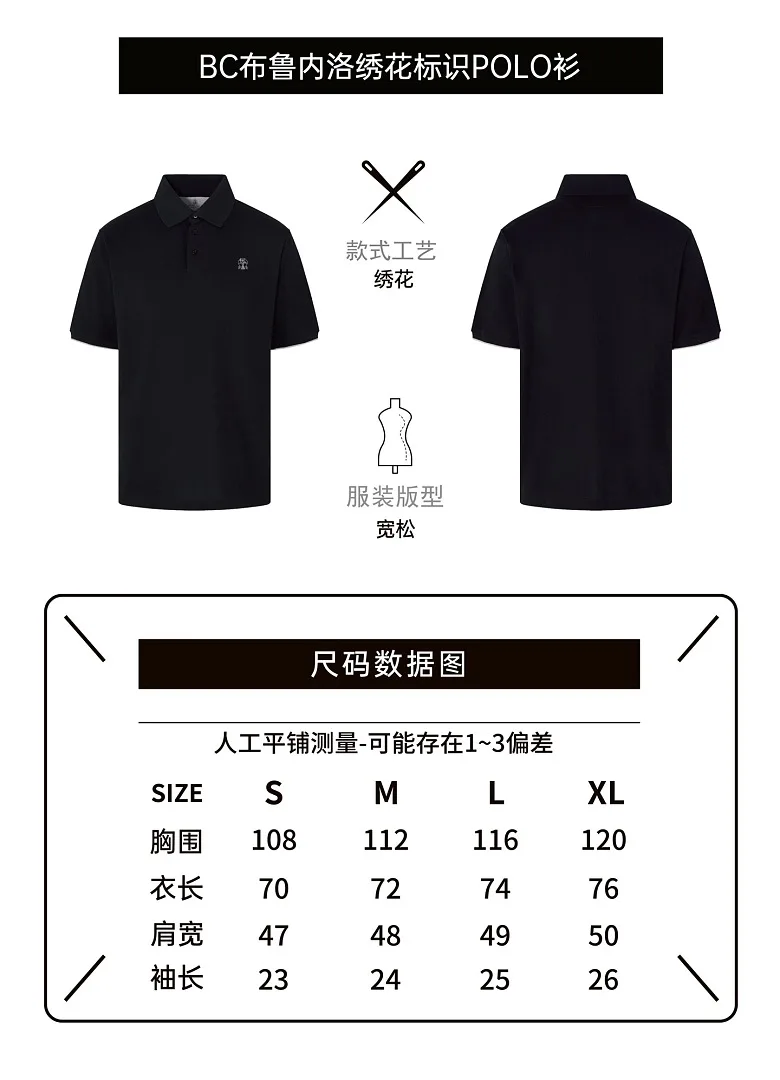 BC布鲁内洛绣花标识POLO衫
款式工艺
绣花
服装版型
宽松
尺码数据图
人工平铺测量-可能存在1~3偏差
SIZE S M L XL
胸围 108 112 116 120
衣长 70 72 74 76
肩宽 47 48 49 50
袖长 23 24 25 26